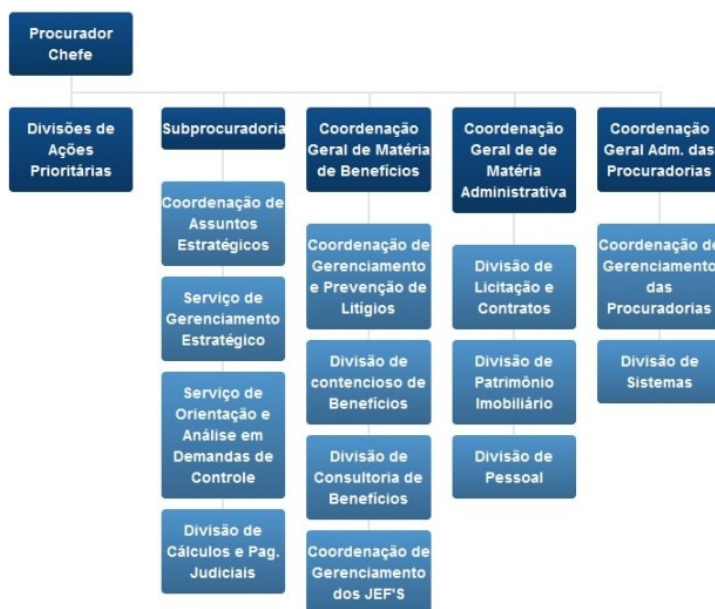 Procurador
Chefe
Divisões de
Ações
Prioritárias
Subprocuradoria
Coordenação de
Assuntos
Estratégicos
Serviço de
Gerenciamento
Estratégico
Serviço de
Orientação e
Análise em
Demandas de
Controle
Divisão de
Cálculos e Pag.
Judiciais
Coordenação
Geral de Matéria
de Benefícios
Coordenação de
Gerenciamento
e Prevenção de
Litígios
Divisão de
contencioso de
Benefícios
Divisão de
Consultoria de
Benefícios
Coordenação de
Gerenciamento
dos JEF'S
Coordenação
Geral de de
Matéria
Administrativa
Divisão de
Licitação e
Contratos
Divisão de
Patrimônio
Imobiliário
Divisão de
Pessoal
Coordenação
Geral Adm. das
Procuradorias
Coordenação de
Gerenciamento
das
Procuradorias
Divisão de
Sistemas